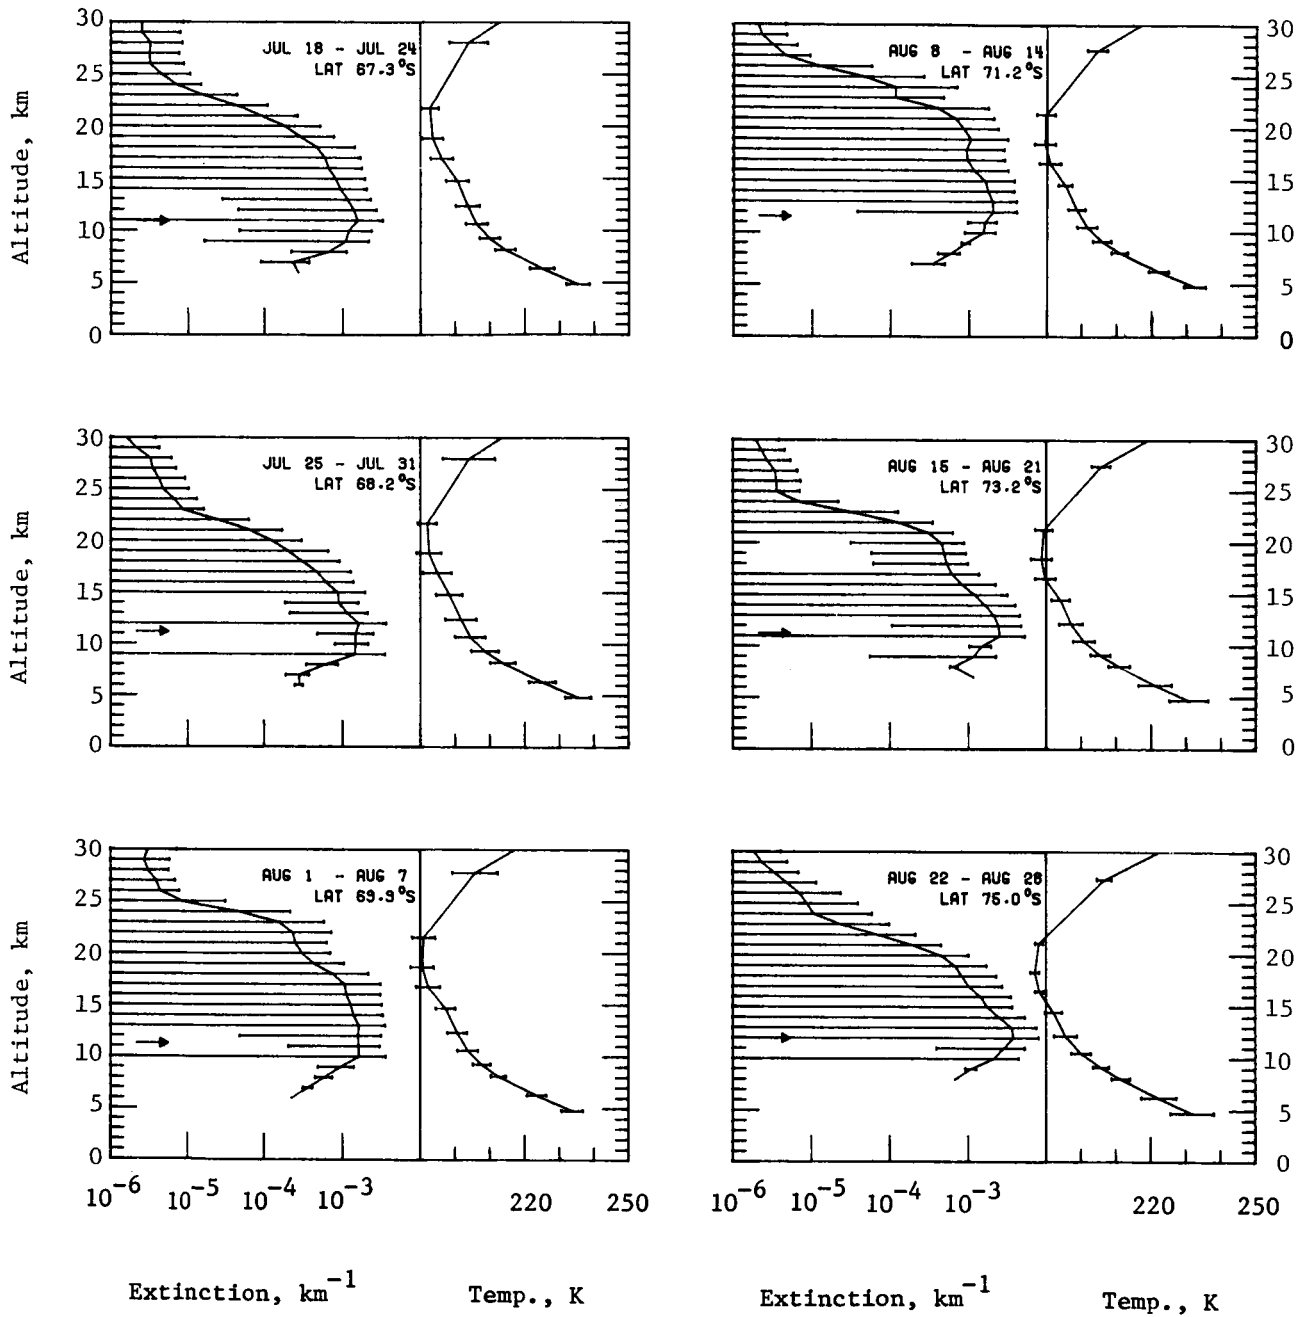 30
25
20
15
10
5
0
Altitude, km
JUL 18 - JUL 24
LAT 67.3°S
AUG 8 - AUG 14
LAT 71.2°S
30
25
20
15
10
5
0
30
25
20
15
10
5
0
Altitude, km
JUL 25 - JUL 31
LAT 68.2°S
AUG 15 - AUG 21
LAT 73.2°S
30
25
20
15
10
5
0
30
25
20
15
10
5
0
Altitude, km
AUG 1 - AUG 7
LAT 69.9°S
AUG 22 - AUG 28
LAT 75.0°S
30
25
20
15
10
5
0
10⁻⁶ 10⁻⁵ 10⁻⁴ 10⁻³ 220 250
10⁻⁶ 10⁻⁵ 10⁻⁴ 10⁻³ 220 250
Extinction, km⁻¹ Temp., K
Extinction, km⁻¹ Temp., K